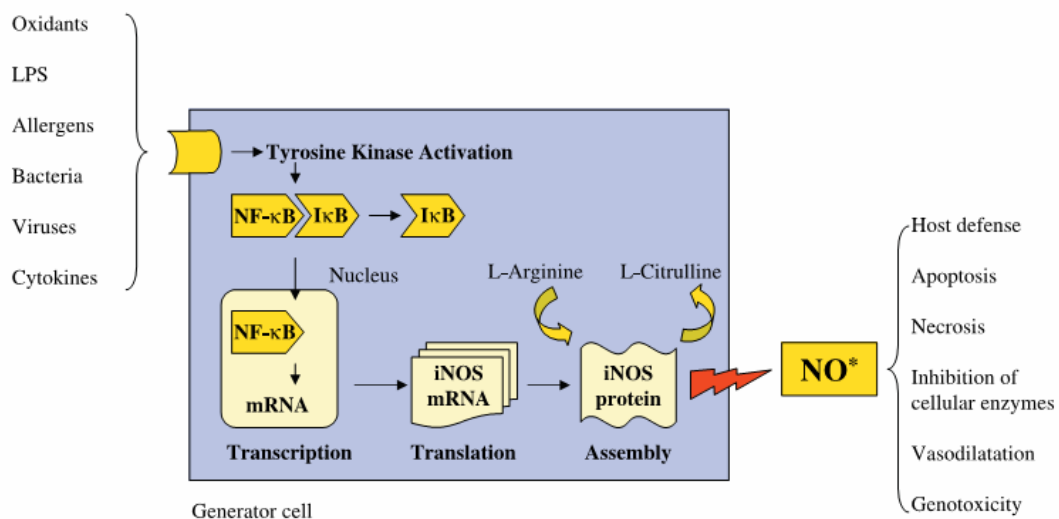 Oxidants
LPS
Allergens
Bacteria
Viruses
Cytokines
Tyrosine Kinase Activation
NF-κB IκB IκB
Nucleus
L-Arginine L-Citrulline
NF-κB
mRNA
iNOS
mRNA
iNOS
protein
Transcription Translation Assembly
Generator cell
NO*
Host defense
Apoptosis
Necrosis
Inhibition of
cellular enzymes
Vasodilatation
Genotoxicity